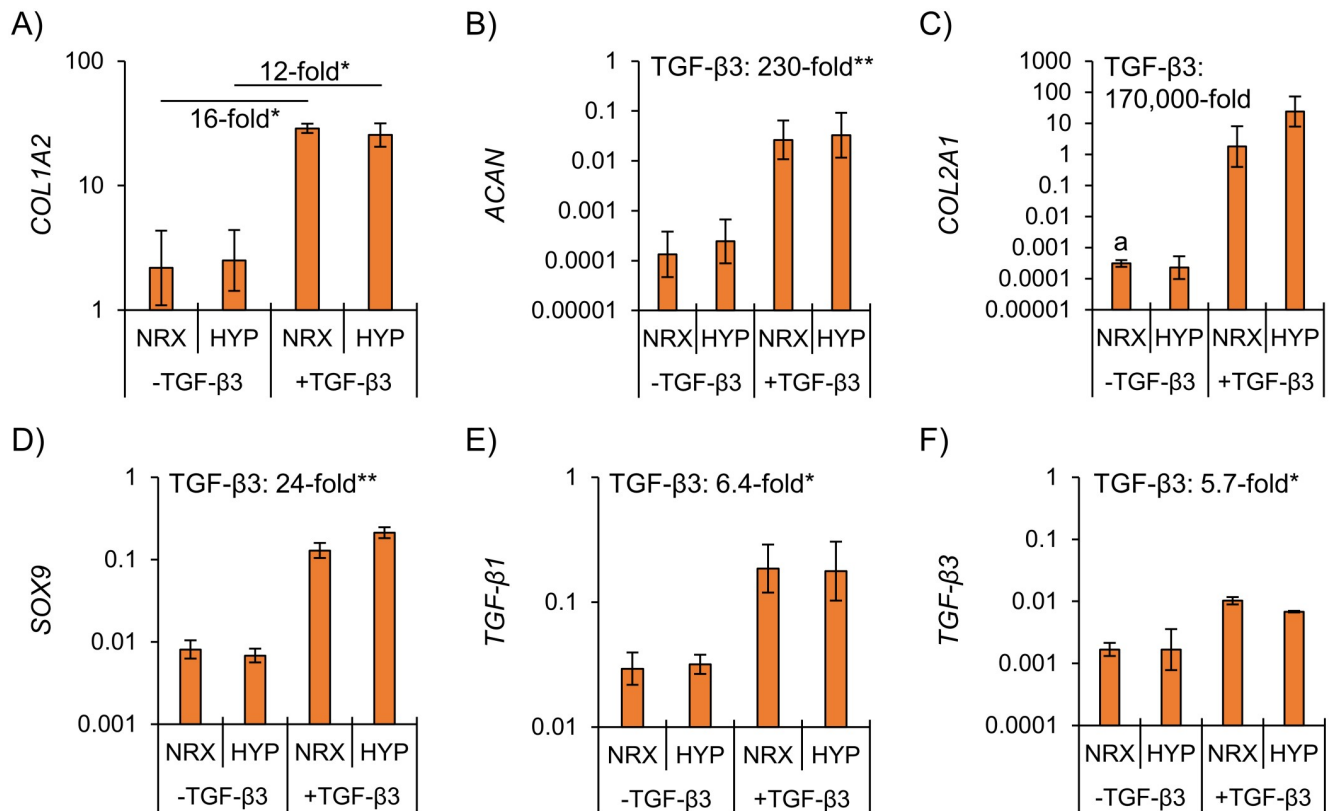 A)
COL1A2
100
10
1
12-fold*
16-fold*
NRX HYP NRX HYP
-TGF-β3 +TGF-β3
B)
ACAN
1
0.1
0.01
0.001
0.0001
0.00001
TGF-β3: 230-fold**
NRX HYP NRX HYP
-TGF-β3 +TGF-β3
C)
COL2A1
1000
100
10
1
0.1
0.01
0.001
0.0001
0.00001
TGF-β3:
170,000-fold
a
NRX HYP NRX HYP
-TGF-β3 +TGF-β3
D)
SOX9
1
0.1
0.01
0.001
TGF-β3: 24-fold**
NRX HYP NRX HYP
-TGF-β3 +TGF-β3
E)
TGF-β1
1
0.1
0.01
TGF-β3: 6.4-fold*
NRX HYP NRX HYP
-TGF-β3 +TGF-β3
F)
TGF-β3
1
0.1
0.01
0.001
0.0001
TGF-β3: 5.7-fold*
NRX HYP NRX HYP
-TGF-β3 +TGF-β3